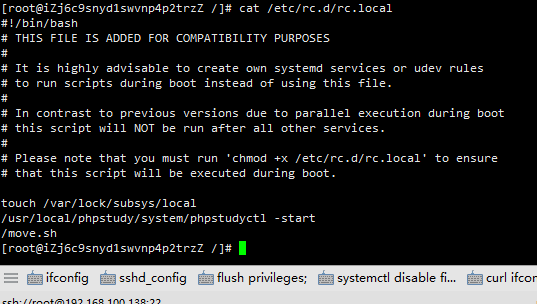 [root@iZj6c9snyd1swvnp4p2trzZ /]# cat /etc/rc.d/rc.local
#!/bin/bash
# THIS FILE IS ADDED FOR COMPATIBILITY PURPOSES
#
# It is highly advisable to create own systemd services or udev rules
# to run scripts during boot instead of using this file.
#
# In contrast to previous versions due to parallel execution during boot
# this script will NOT be run after all other services.
#
# Please note that you must run 'chmod +x /etc/rc.d/rc.local' to ensure
# that this script will be executed during boot.

touch /var/lock/subsys/local
/usr/local/phpstudy/system/phpstudyctl -start
/move.sh
[root@iZj6c9snyd1swvnp4p2trzZ /]#
ifconfig sshd_config flush privileges; systemctl disable fi... curl ifcon
ssh://root@192.168.100.138:22